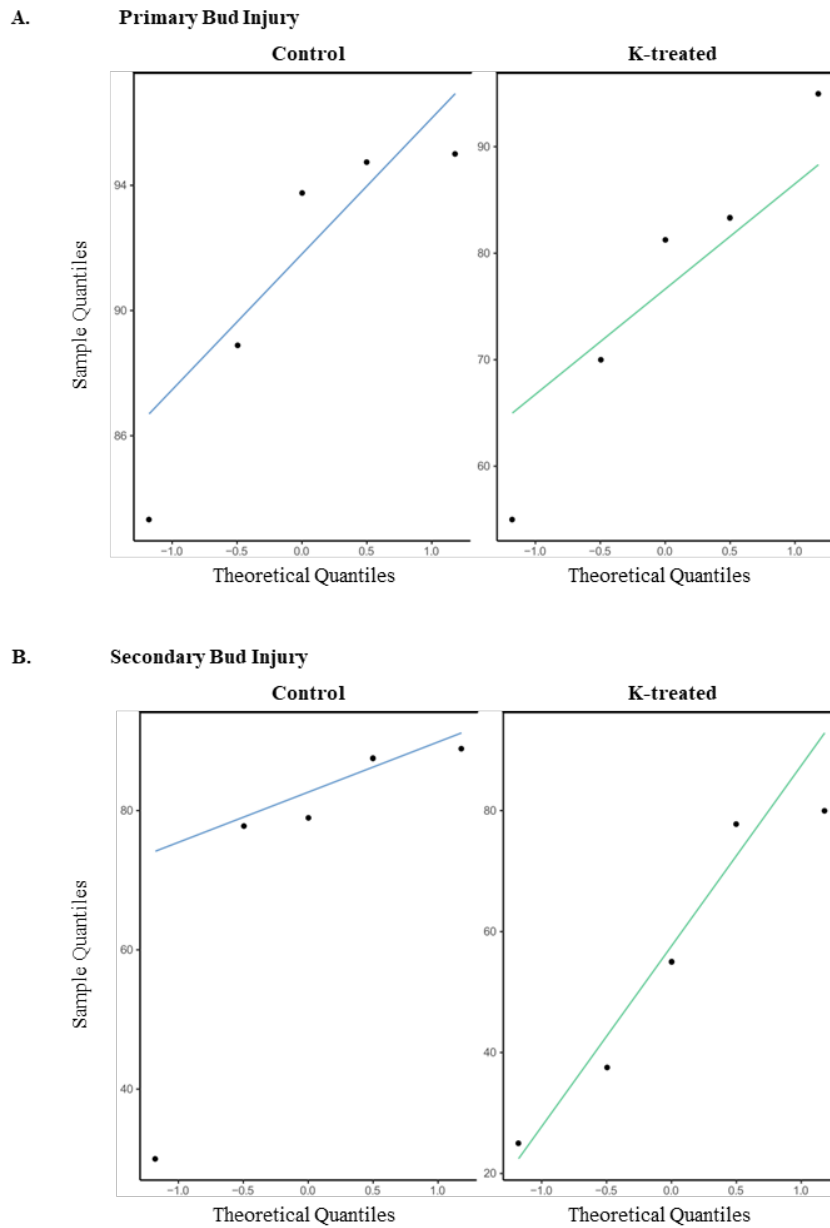 A. Primary Bud Injury
Control K-treated
94
90
86
Sample Quantiles
90
80
70
60
−1.0 −0.5 0.0 0.5 1.0 −1.0 −0.5 0.0 0.5 1.0
Theoretical Quantiles Theoretical Quantiles
B. Secondary Bud Injury
Control K-treated
80
60
40
Sample Quantiles
80
60
40
20
−1.0 −0.5 0.0 0.5 1.0 −1.0 −0.5 0.0 0.5 1.0
Theoretical Quantiles Theoretical Quantiles